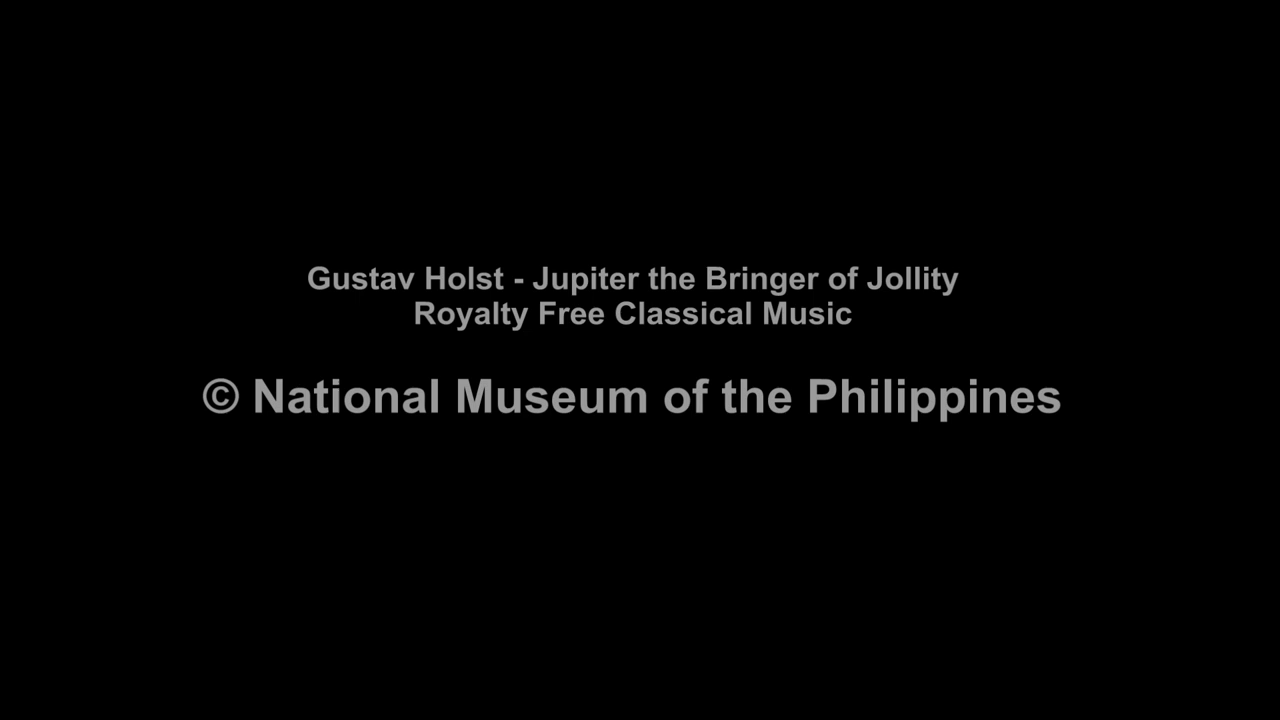 Gustav Holst - Jupiter the Bringer of Jollity
Royalty Free Classical Music
© National Museum of the Philippines